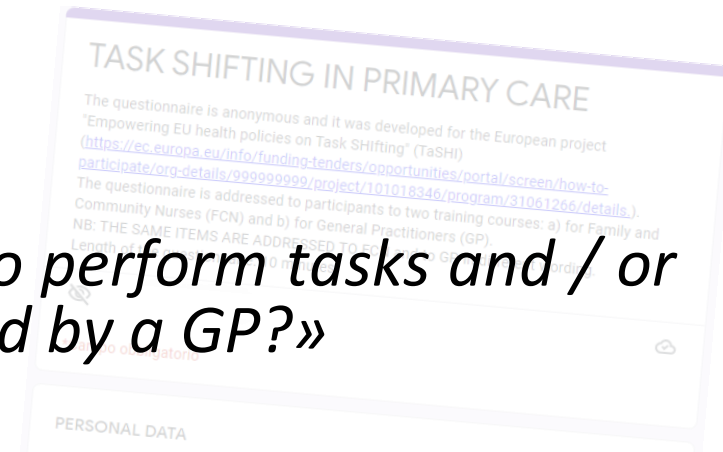 TASK SHIFTING IN PRIMARY CARE
The questionnaire is anonymous and it was developed for the European project
"Empowering EU health policies on Task SHIfting" (TaSHI)
(https://ec.europa.eu/info/funding-tenders/opportunities/portal/screen/how-to-
participate/org-details/999999999/project/101018346/program/31061266/details.).
The questionnaire is addressed to participants to two training courses: a) for Family and
Community Nurses (FCN) and b) for General Practitioners (GP).
NB: THE SAME ITEMS ARE ADDRESSED TO
Length of
o perform tasks and / or
d by a GP?»
PERSONAL DATA